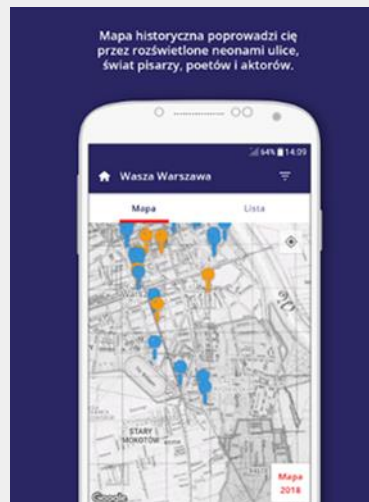 Mapa historyczna poprowadzi cię
przez rozświetlone neonami ulice,
świat pisarzy, poetów i aktorów.
64% 14:09
Wasza Warszawa
Mapa
Lista
STARY
MOKOTÓW
Google
Mapa
2018